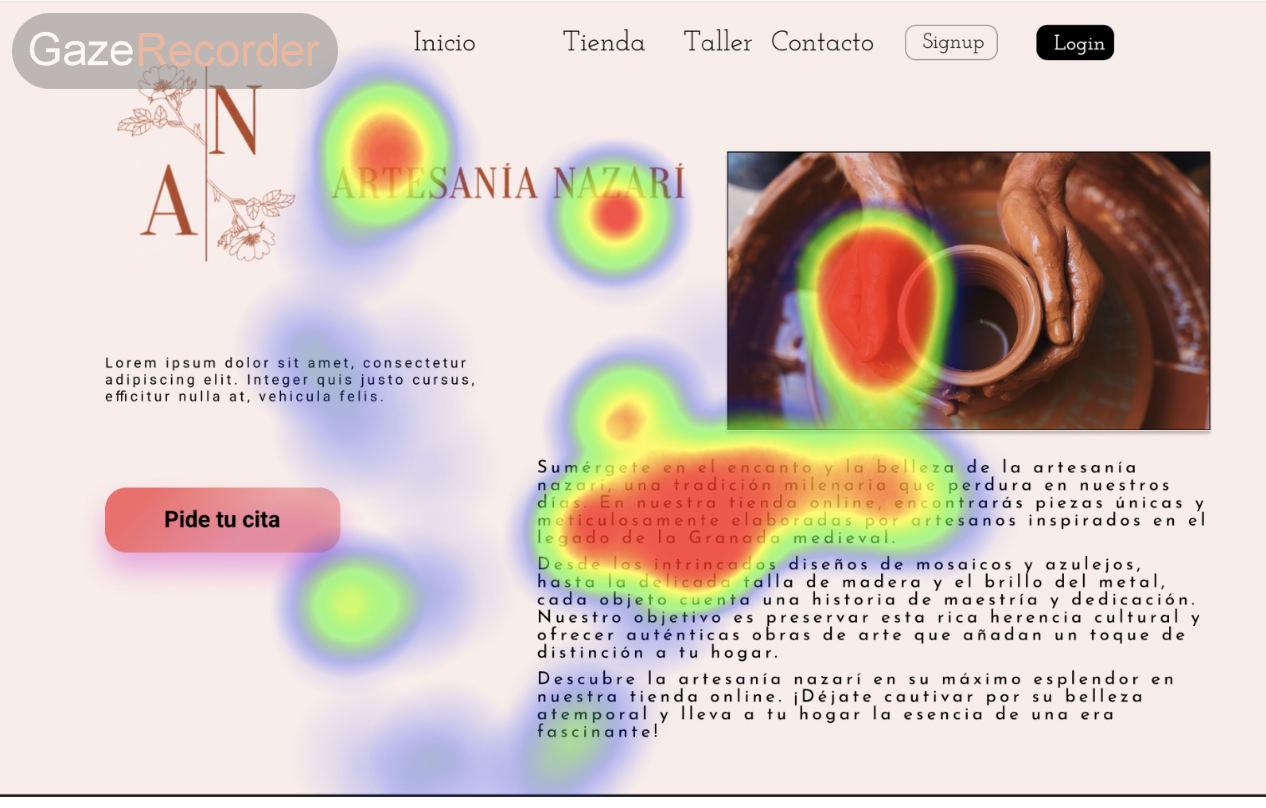 GazeRecorder
Inicio Tienda Taller Contacto Signup Login
N
A
ARTESANÍA NAZARÍ
Lorem ipsum dolor sit amet, consectetur
adipiscing elit. Integer quis justo cursus,
efficitur nulla at, vehicula felis.
Pide tu cita
Sumérgete en el encanto y la belleza de la artesanía
nazarí, una tradición milenaria que perdura en nuestros
días. En nuestra tienda online, encontrarás piezas únicas y
meticulosamente elaboradas por artesanos inspirados en el
legado de la Granada medieval.
Desde los intrincados diseños de mosaicos y azulejos,
hasta la delicada talla de madera y el brillo del metal,
cada objeto cuenta una historia de maestría y dedicación.
Nuestro objetivo es preservar esta rica herencia cultural y
ofrecer auténticas obras de arte que añadan un toque de
distinción a tu hogar.
Descubre la artesanía nazarí en su máximo esplendor en
nuestra tienda online. ¡Déjate cautivar por su belleza
atemporal y lleva a tu hogar la esencia de una era
fascinante!